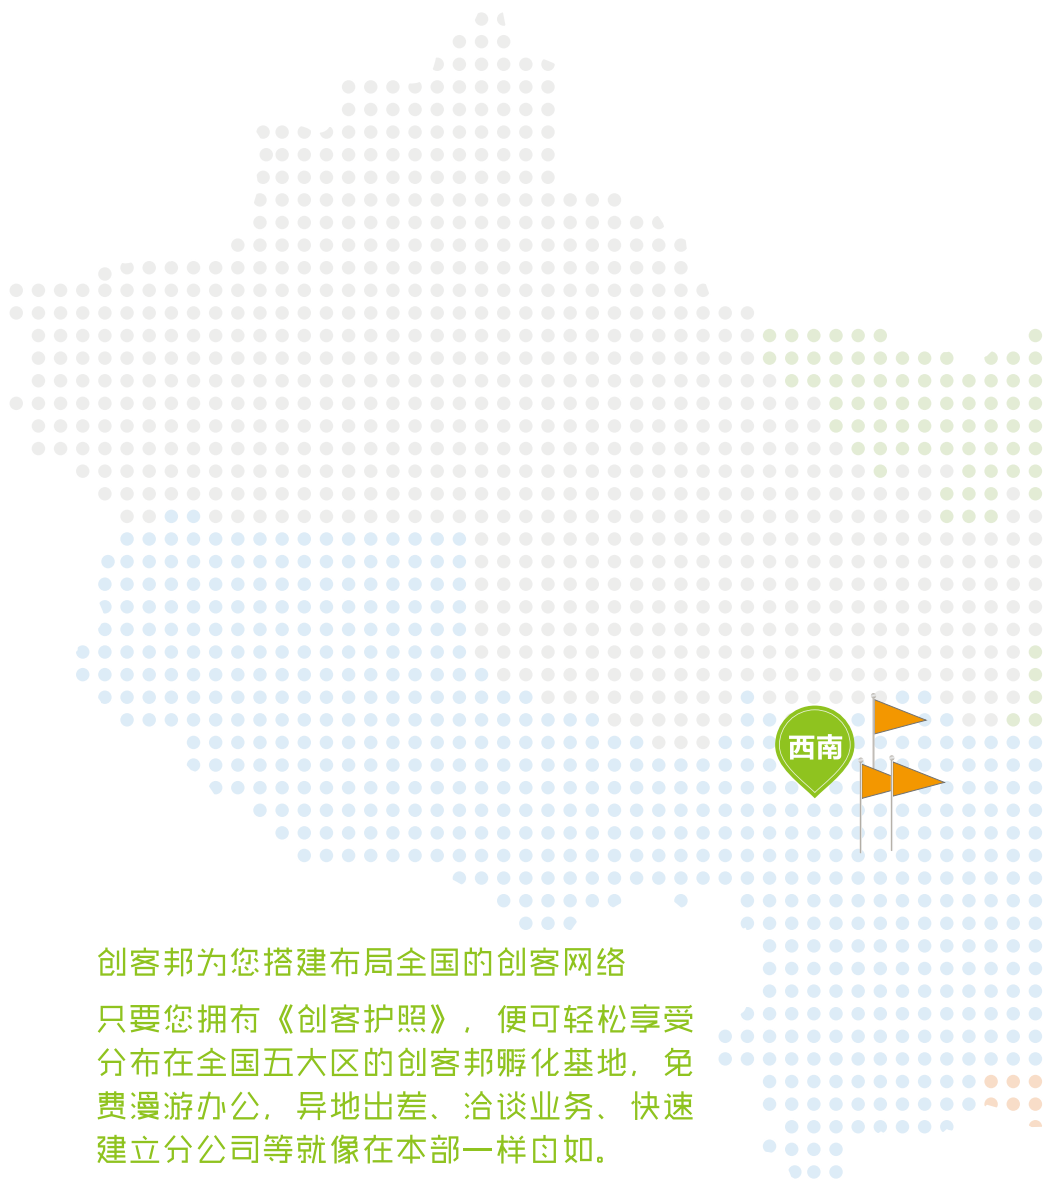 西南
创客邦为您搭建布局全国的创客网络
只要您拥有《创客护照》，便可轻松享受
分布在全国五大区的创客邦孵化基地，免
费漫游办公，异地出差、洽谈业务、快速
建立分公司等就像在本部一样自如。